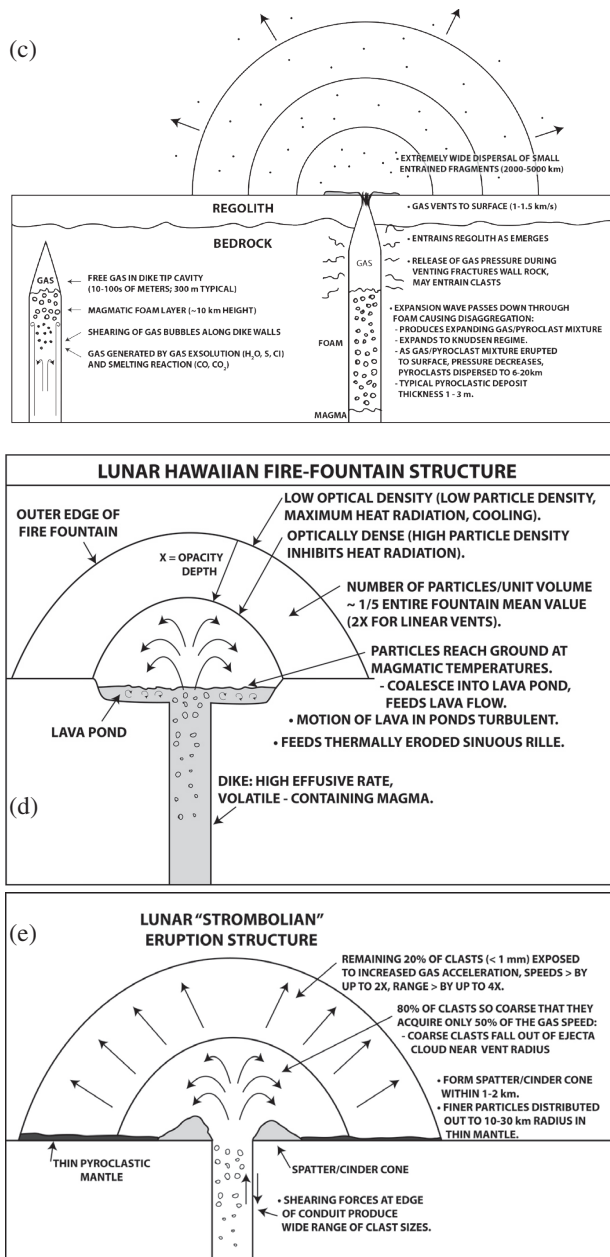 (c)
• EXTREMELY WIDE DISPERSAL OF SMALL
ENTRAINED FRAGMENTS (2000-5000 km)
REGOLITH
• GAS VENTS TO SURFACE (1-1.5 km/s)
BEDROCK
• ENTRAINS REGOLITH AS EMERGES
GAS
FREE GAS IN DIKE TIP CAVITY
(10-100s OF METERS; 300 m TYPICAL)
MAGMATIC FOAM LAYER (~10 km HEIGHT)
SHEARING OF GAS BUBBLES ALONG DIKE WALLS
GAS GENERATED BY GAS EXSOLUTION (H₂O, S, Cl)
AND SMELTING REACTION (CO, CO₂)
GAS
• RELEASE OF GAS PRESSURE DURING
VENTING FRACTURES WALL ROCK,
MAY ENTRAIN CLASTS
FOAM
MAGMA
• EXPANSION WAVE PASSES DOWN THROUGH
FOAM CAUSING DISAGGREGATION:
- PRODUCES EXPANDING GAS/PYROCLAST MIXTURE
- EXPANDS TO KNUDSEN REGIME.
- AS GAS/PYROCLAST MIXTURE ERUPTED
TO SURFACE, PRESSURE DECREASES,
PYROCLASTS DISPERSED TO 6-20km
- TYPICAL PYROCLASTIC DEPOSIT
THICKNESS 1 - 3 m.
LUNAR HAWAIIAN FIRE-FOUNTAIN STRUCTURE
OUTER EDGE OF
FIRE FOUNTAIN
LOW OPTICAL DENSITY (LOW PARTICLE DENSITY,
MAXIMUM HEAT RADIATION, COOLING).
OPTICALLY DENSE (HIGH PARTICLE DENSITY
INHIBITS HEAT RADIATION).
X = OPACITY
DEPTH
NUMBER OF PARTICLES/UNIT VOLUME
~ 1/5 ENTIRE FOUNTAIN MEAN VALUE
(2X FOR LINEAR VENTS).
PARTICLES REACH GROUND AT
MAGMATIC TEMPERATURES.
- COALESCE INTO LAVA POND,
FEEDS LAVA FLOW.
• MOTION OF LAVA IN PONDS TURBULENT.
• FEEDS THERMALLY ERODED SINUOUS RILLE.
LAVA POND
DIKE: HIGH EFFUSIVE RATE,
VOLATILE - CONTAINING MAGMA.
(d)
(e)
LUNAR "STROMBOLIAN"
ERUPTION STRUCTURE
REMAINING 20% OF CLASTS (< 1 mm) EXPOSED
TO INCREASED GAS ACCELERATION, SPEEDS > BY
UP TO 2X, RANGE > BY UP TO 4X.
80% OF CLASTS SO COARSE THAT THEY
ACQUIRE ONLY 50% OF THE GAS SPEED:
- COARSE CLASTS FALL OUT OF EJECTA
CLOUD NEAR VENT RADIUS
• FORM SPATTER/CINDER CONE
WITHIN 1-2 km.
• FINER PARTICLES DISTRIBUTED
OUT TO 10-30 km RADIUS IN
THIN MANTLE.
THIN PYROCLASTIC
MANTLE
SPATTER/CINDER CONE
• SHEARING FORCES AT EDGE
OF CONDUIT PRODUCE
WIDE RANGE OF CLAST SIZES.